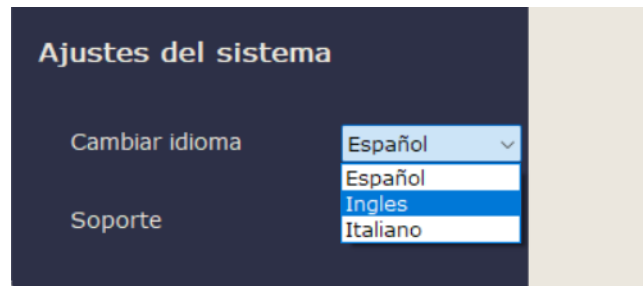 Ajustes del sistema
Cambiar idioma
Español
Español
Ingles
Italiano
Soporte